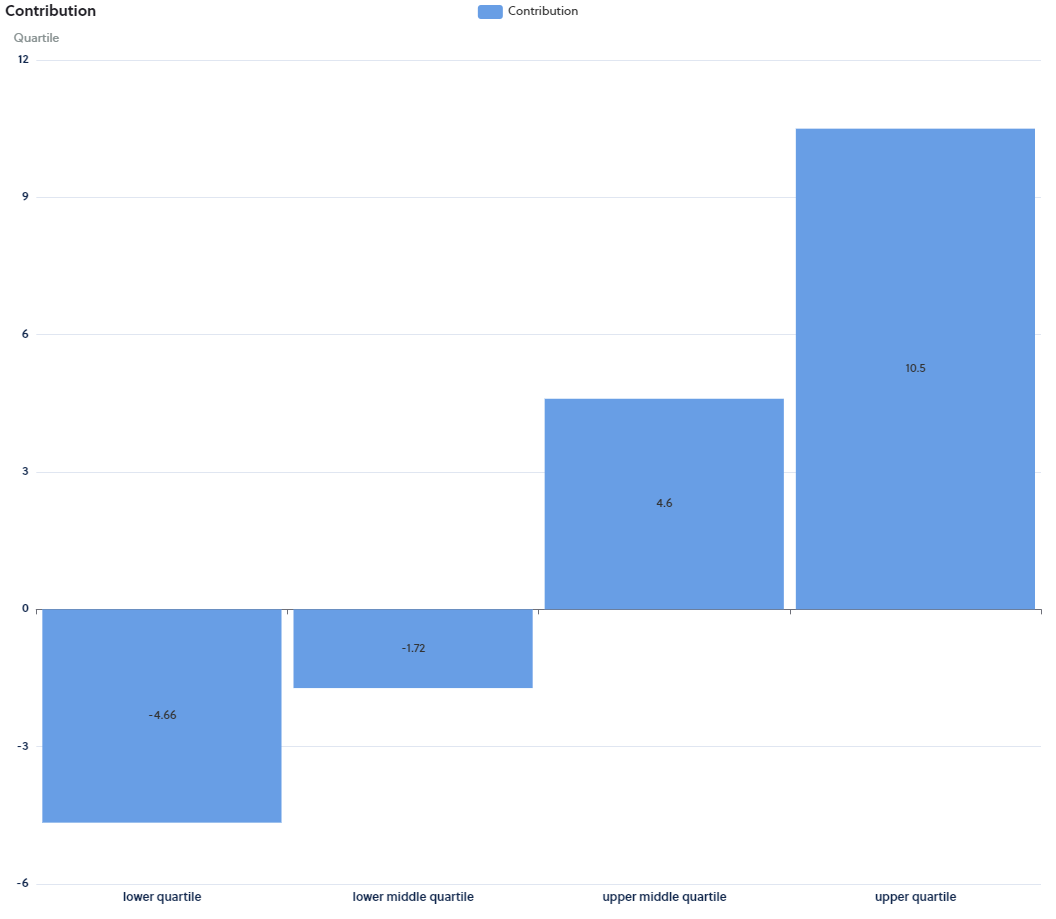 Contribution
Contribution
Quartile
12
9
6
3
0
-3
-6
10.5
4.6
-1.72
-4.66
lower quartile
lower middle quartile
upper middle quartile
upper quartile